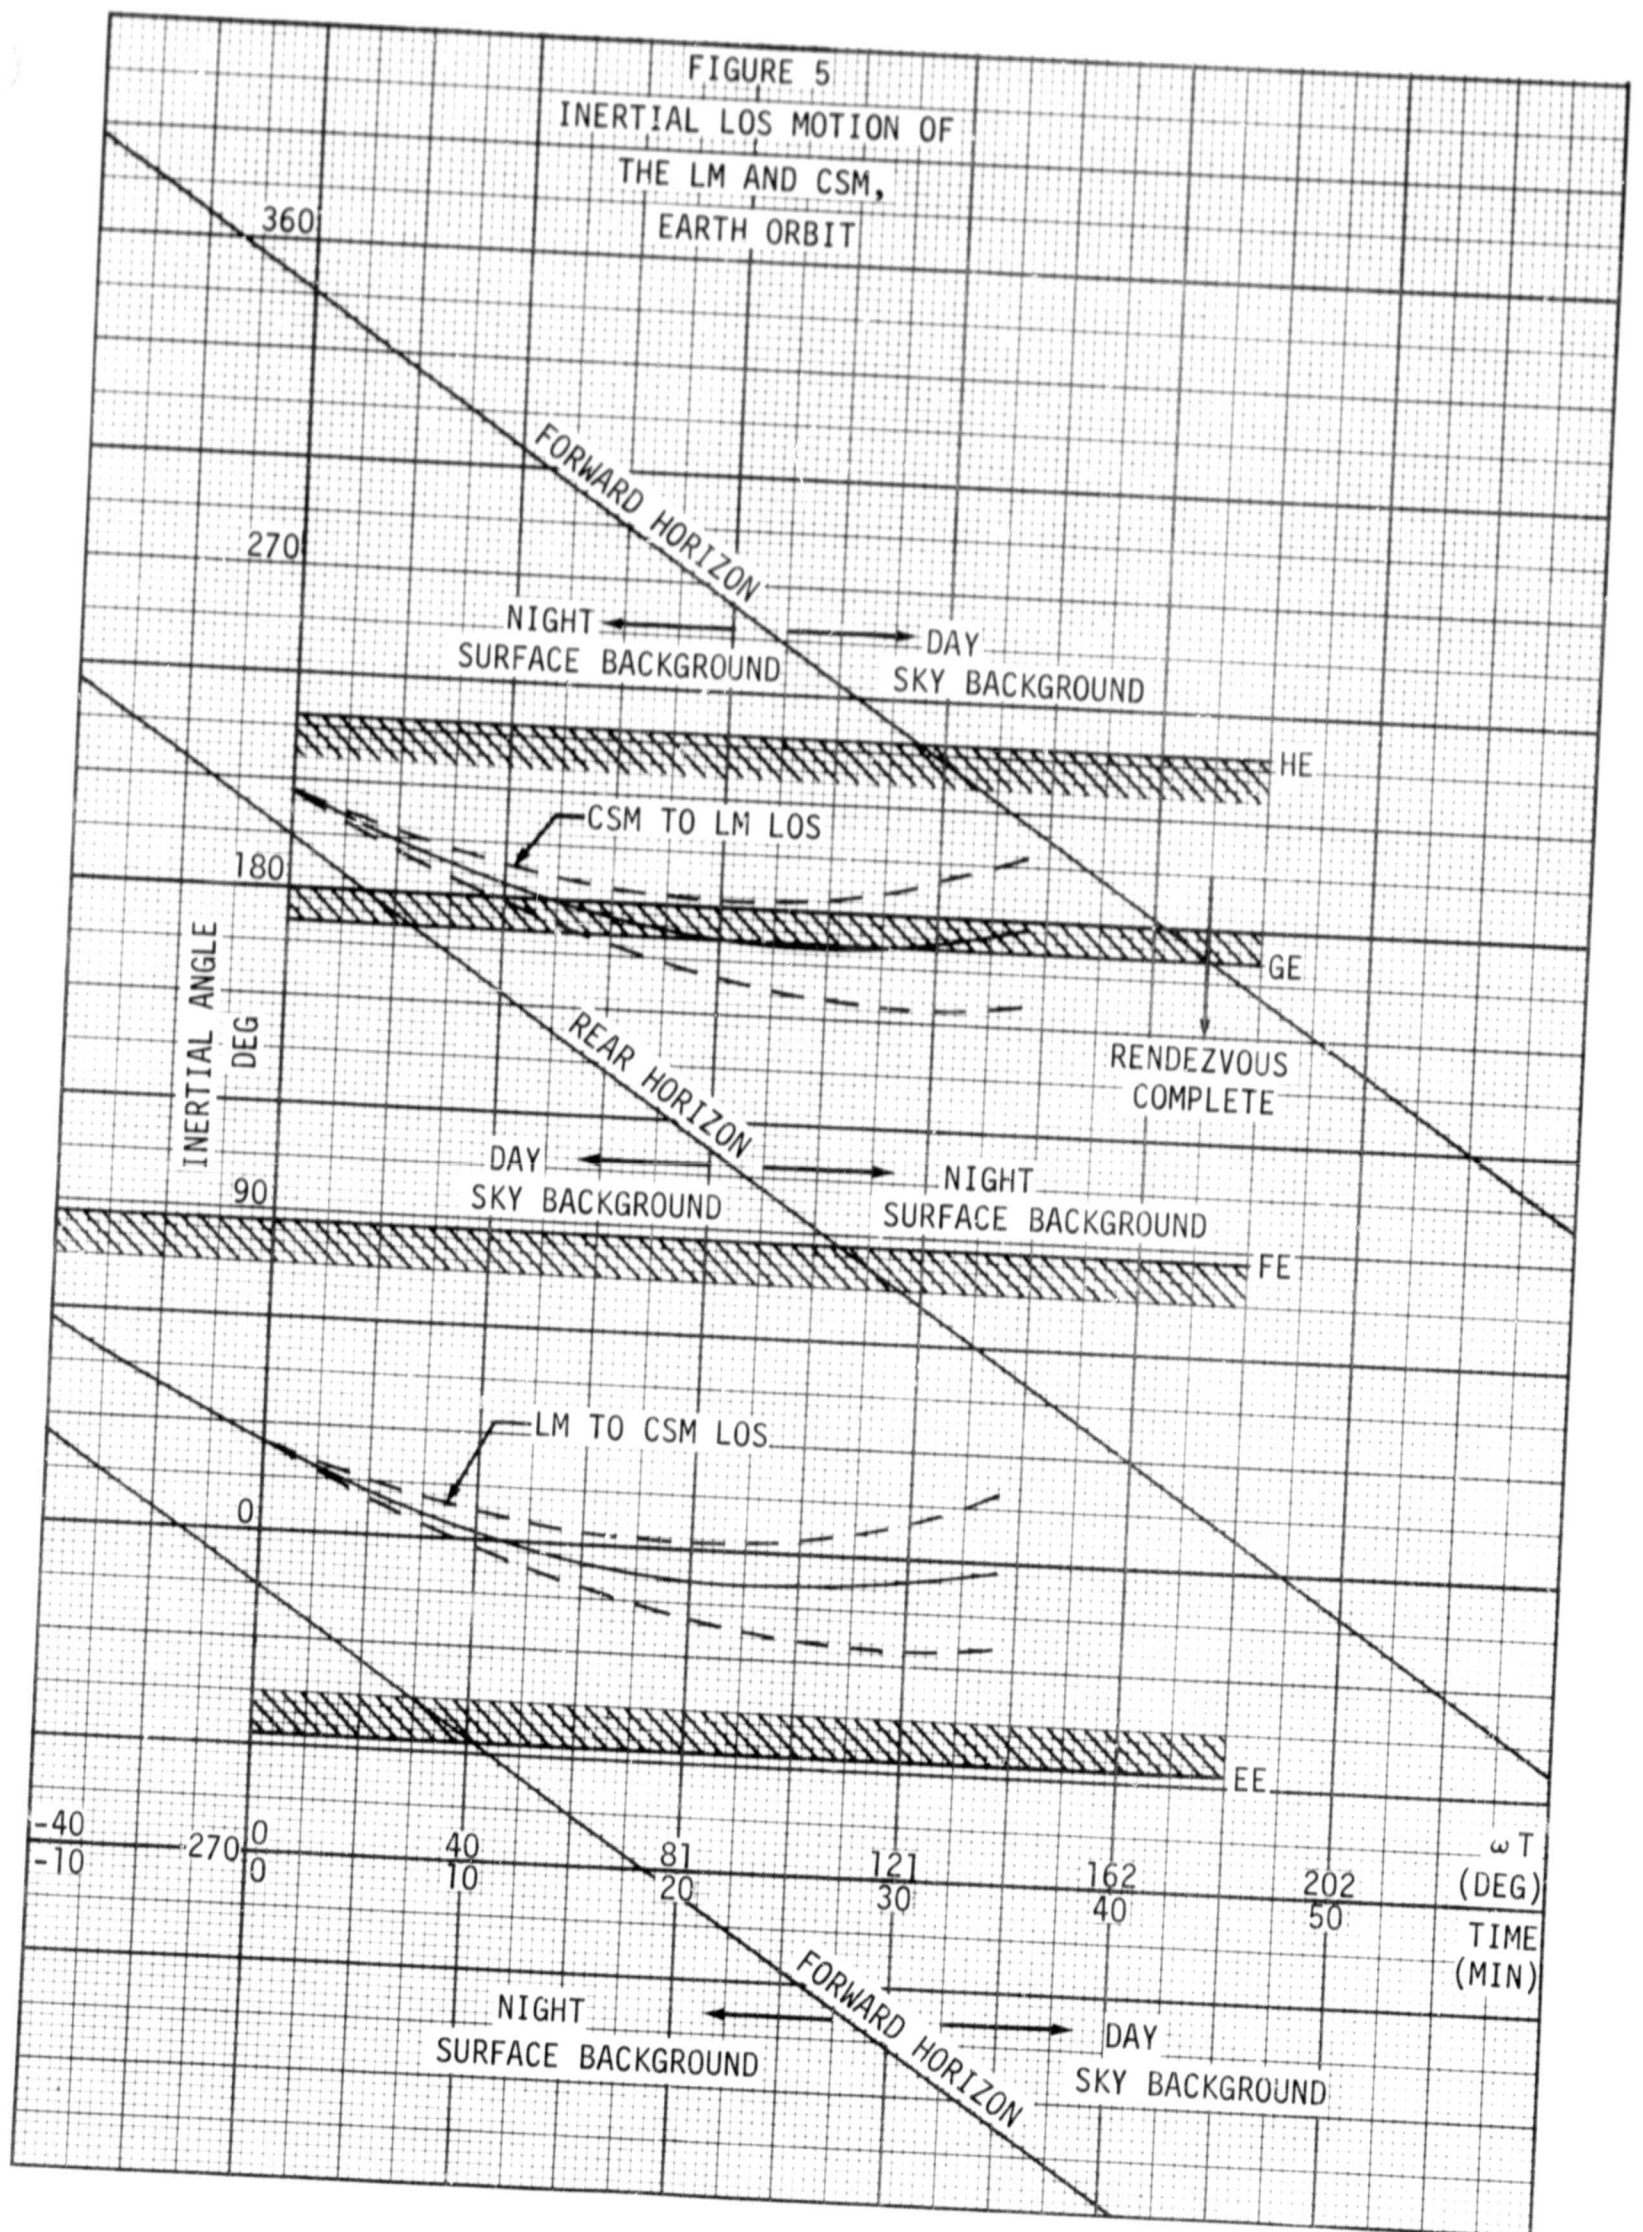 FIGURE 5
INERTIAL LOS MOTION OF
THE LM AND CSM,
EARTH ORBIT
360
FORWARD HORIZON
270
NIGHT
SURFACE BACKGROUND
DAY
SKY BACKGROUND
HE
CSM TO LM LOS
180
GE
INERTIAL ANGLE
DEG
REAR HORIZON
RENDEZVOUS
COMPLETE
DAY
SKY BACKGROUND
NIGHT
SURFACE BACKGROUND
90
FE
LM TO CSM LOS
0
EE
-40 0 40 81 121 162 202 ωT
(DEG)
-270
-10 0 10 20 30 40 50 TIME
(MIN)
FORWARD HORIZON
NIGHT
SURFACE BACKGROUND
DAY
SKY BACKGROUND